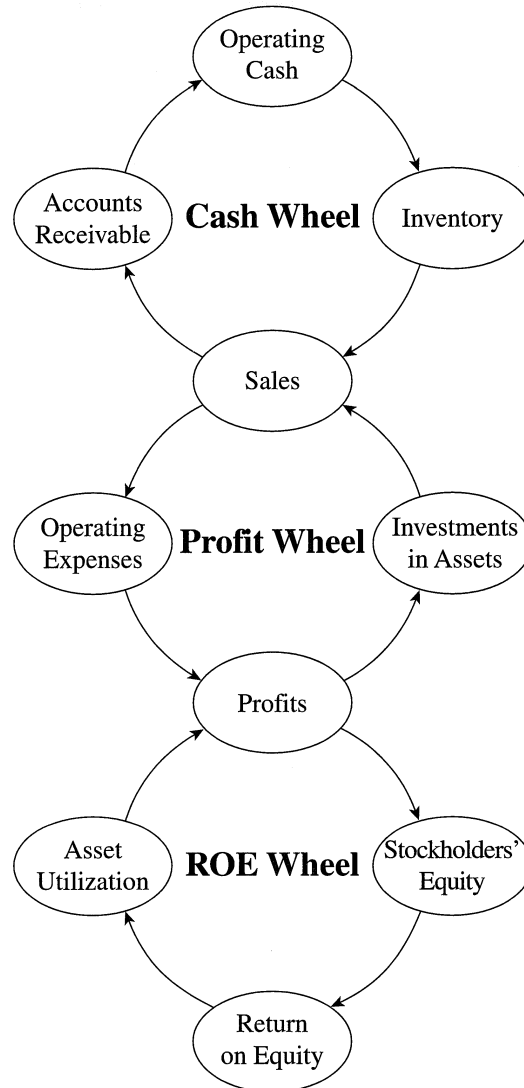 Operating
Cash
Accounts
Receivable
Cash Wheel
Inventory
Sales
Operating
Expenses
Profit Wheel
Investments
in Assets
Profits
Asset
Utilization
ROE Wheel
Stockholders'
Equity
Return
on Equity